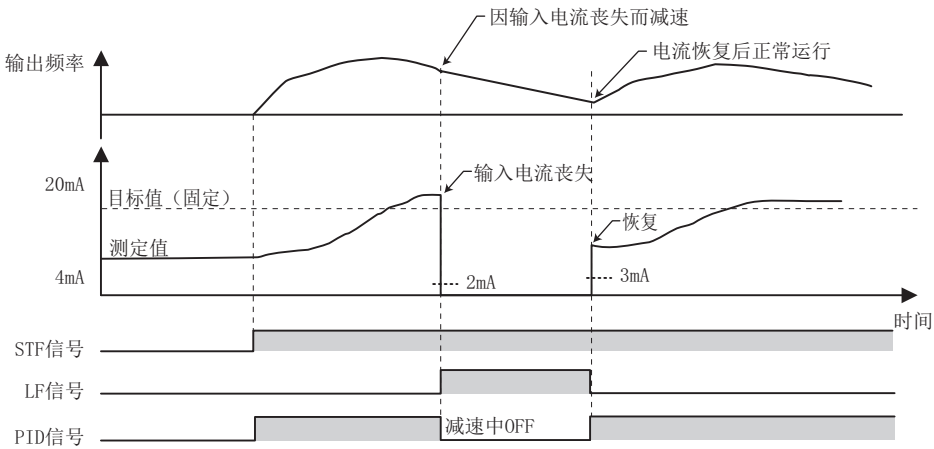 因输入电流丧失而减速
电流恢复后正常运行
输出频率
20mA
输入电流丧失
目标值（固定）
恢复
测定值
4mA
2mA
3mA
时间
STF信号
LF信号
减速中OFF
PID信号